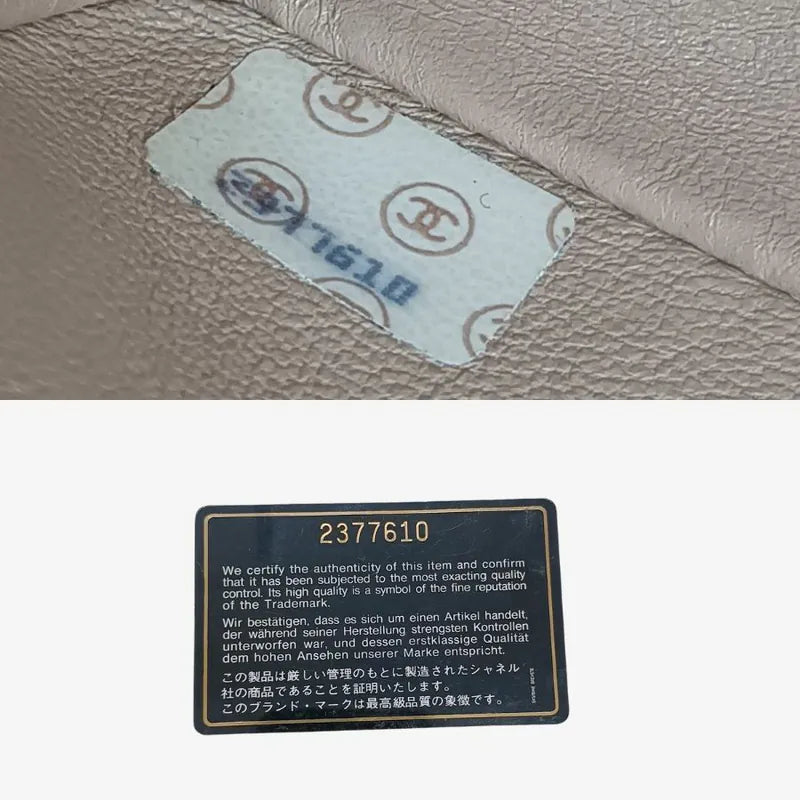 2377610
2377610
We certify the authenticity of this item and confirm
that it has been subjected to the most exacting quality
control. Its high quality is a symbol of the fine reputation
of the Trademark.
Wir bestätigen, dass es sich um einen Artikel handelt,
der während seiner Herstellung strengsten Kontrollen
unterworfen war, und dessen erstklassige Qualität
dem hohen Ansehen unserer Marke entspricht.
この製品は厳しい管理のもとに製造されたシャネル
社の商品であることを証明いたします。
このブランド・マークは最高級品質の象徴です。